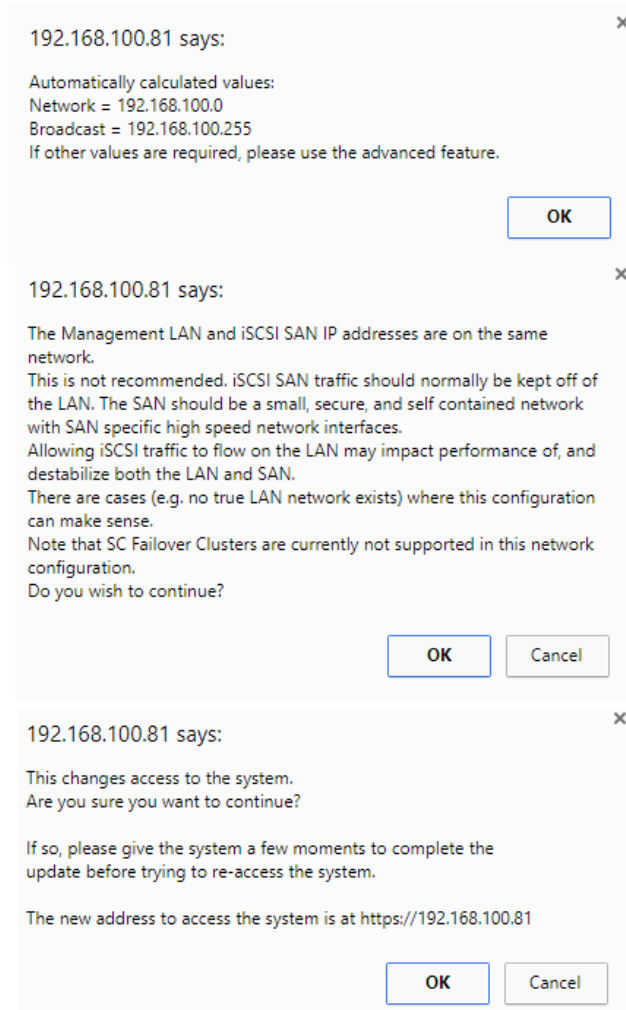 192.168.100.81 says:
Automatically calculated values:
Network = 192.168.100.0
Broadcast = 192.168.100.255
If other values are required, please use the advanced feature.
OK
192.168.100.81 says:
The Management LAN and iSCSI SAN IP addresses are on the same
network.
This is not recommended. iSCSI SAN traffic should normally be kept off of
the LAN. The SAN should be a small, secure, and self contained network
with SAN specific high speed network interfaces.
Allowing iSCSI traffic to flow on the LAN may impact performance of, and
destabilize both the LAN and SAN.
There are cases (e.g. no true LAN network exists) where this configuration
can make sense.
Note that SC Failover Clusters are currently not supported in this network
configuration.
Do you wish to continue?
OK Cancel
192.168.100.81 says:
This changes access to the system.
Are you sure you want to continue?
If so, please give the system a few moments to complete the
update before trying to re-access the system.
The new address to access the system is at https://192.168.100.81
OK Cancel